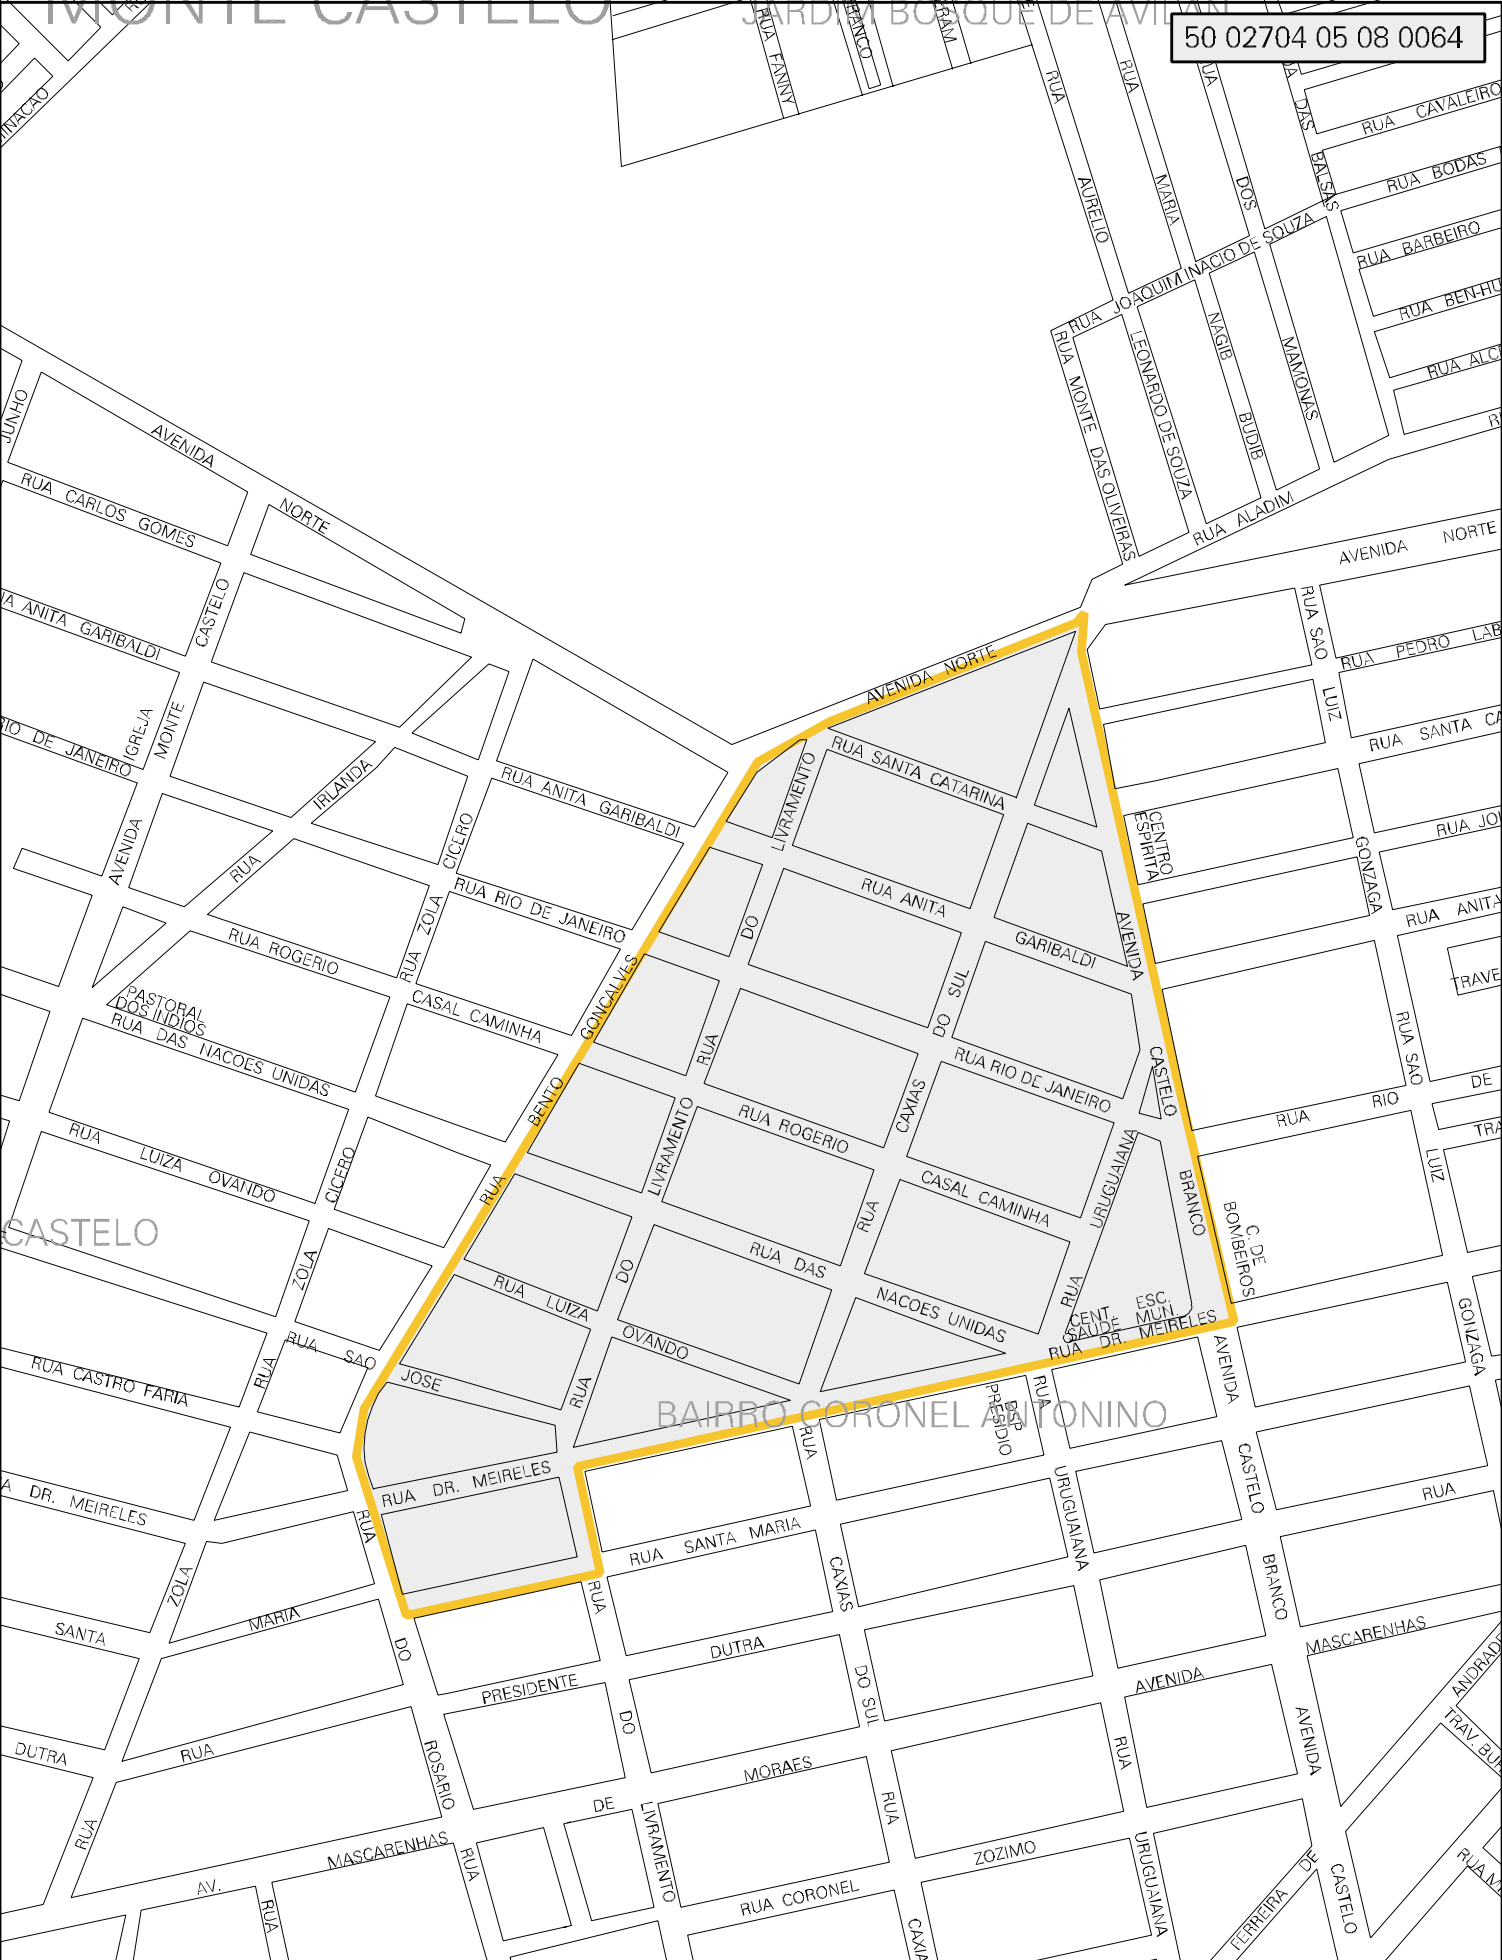 MONTE CASTELO
JARDIM BOSQUE DE AVILAN
50 02704 05 08 0064
RUA FANNY
RUA
RUA
DAS
BALSAS
RUA CAVALEIRO
RUA BODAS
AURELIO
MARIA
DOS
RUA BARBEIRO
RUA JOAQUIM INACIO DE SOUZA
RUA MONTE DAS OLIVEIRAS
LEONARDO DE SOUZA
NAGIB
BUDIB
MAMONAS
RUA ALADIM
AVENIDA NORTE
JUNHO
AVENIDA
NORTE
RUA CARLOS GOMES
ANITA GARIBALDI
CASTELO
MONTE
IGREJA
AVENIDA
RIO DE JANEIRO
RUA IRLANDA
CICERO
RUA ZOLA
RUA ANITA GARIBALDI
RUA RIO DE JANEIRO
RUA ROGERIO
CASAL CAMINHA
PASTORAL
DOS INDIOS
RUA DAS NACOES UNIDAS
RUA LUIZA OVANDO
CICERO
ZOLA
RUA
CASTELO
RUA SAO
JOSE
RUA CASTRO FARIA
DR. MEIRELES
AVENIDA NORTE
RUA SANTA CATARINA
LIVRAMENTO
DO
RUA
RUA ANITA
GARIBALDI
DO SUL
CAXIAS
RUA
RUA RIO DE JANEIRO
RUA ROGERIO
CASAL CAMINHA
RUA DAS
NACOES UNIDAS
RUA LUIZA
OVANDO
LIVRAMENTO
DO
RUA
GONCALVES
BENTO
RUA
AVENIDA
CASTELO
BRANCO
RUA URUGUAIANA
CENTRO
ESPIRITA
CENT.
SAUDE
ESC.
MUN.
RUA DR. MEIRELES
C. DE
BOMBEIROS
RUA SAO
LUIZ
GONZAGA
RUA PEDRO
RUA SANTA
RUA ANITA
RUA SAO
LUIZ
GONZAGA
RUA RIO DE
BAIRRO CORONEL ANTONINO
PRESIDIO
RUA DR. MEIRELES
RUA SANTA MARIA
RUA
RUA
URUGUAIANA
AVENIDA
CASTELO
BRANCO
RUA
CAXIAS
DO SUL
RUA
ZOLA
SANTA
MARIA
RUA
DO
ROSARIO
RUA
RUA
DO
LIVRAMENTO
PRESIDENTE
DUTRA
DUTRA
RUA
RUA
MASCARENHAS
DE
MORAES
AVENIDA
MASCARENHAS
AV.
RUA
RUA CORONEL
ZOZIMO
RUA
URUGUAIANA
AVENIDA
CASTELO
FERREIRA DE
ANDRADE